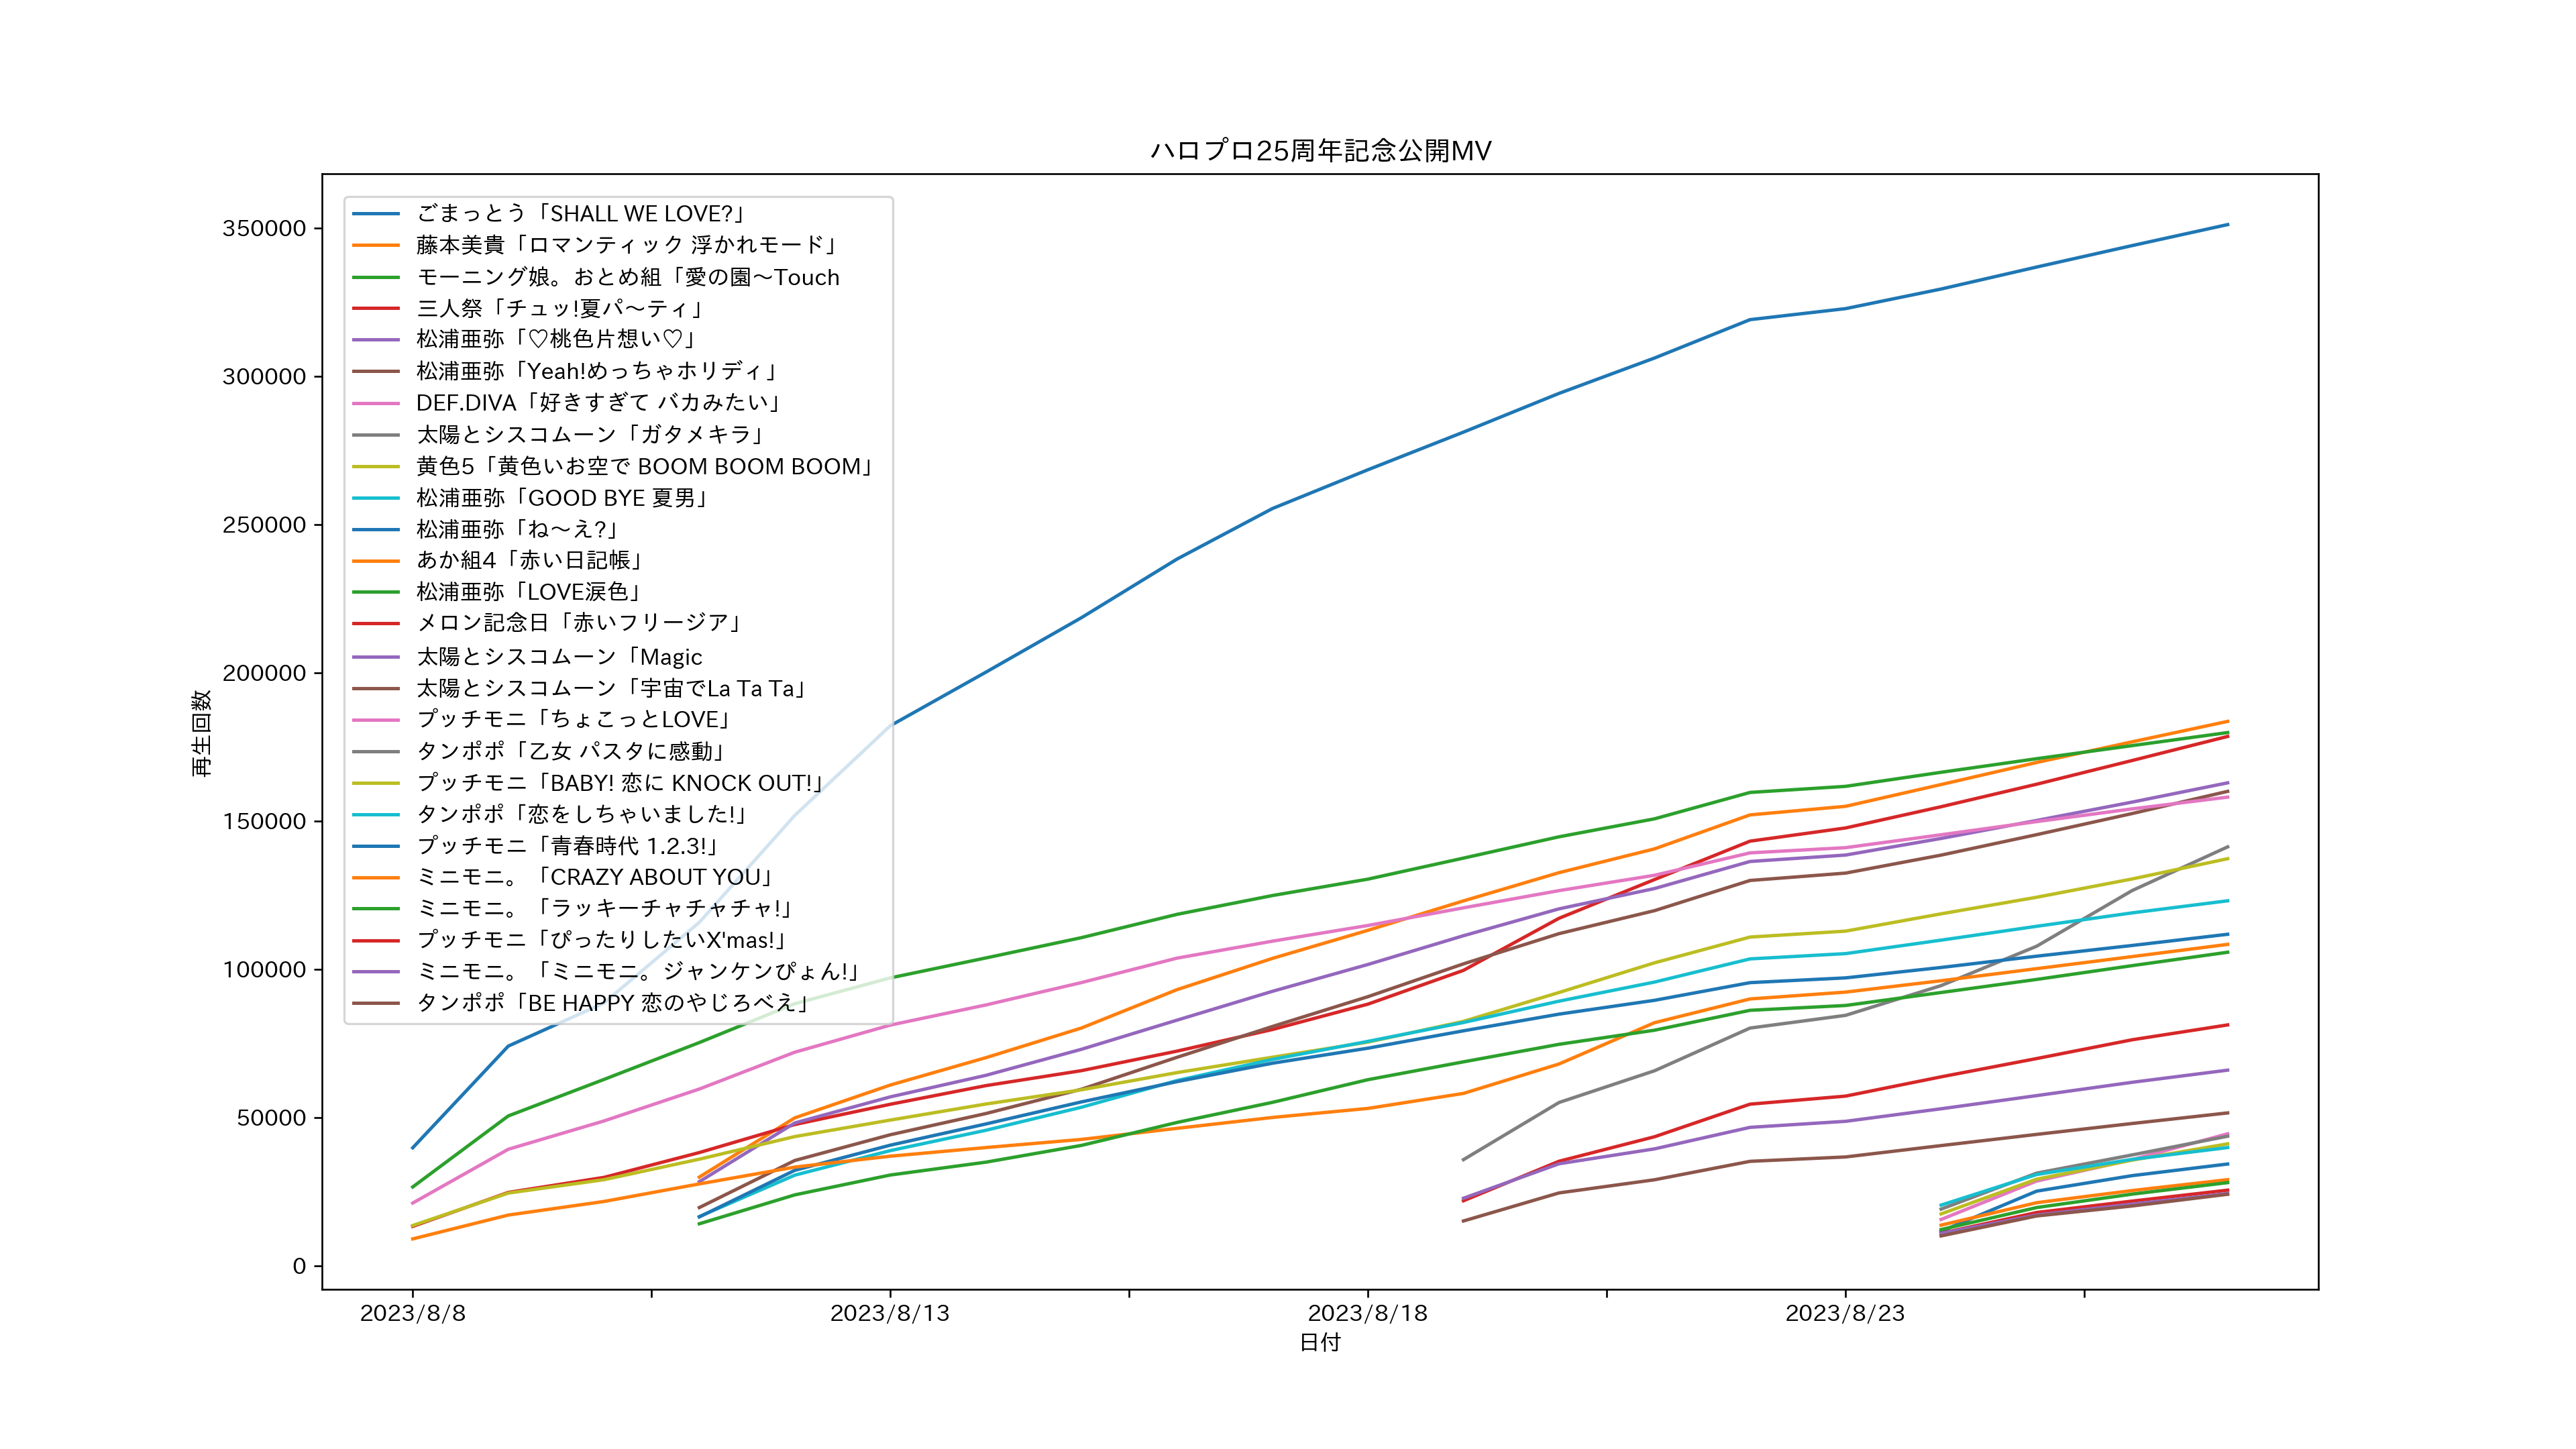 ハロプロ25周年記念公開MV
350000
300000
250000
200000
150000
100000
50000
0
再生回数
ごまっとう「SHALL WE LOVE?」
藤本美貴「ロマンティック 浮かれモード」
モーニング娘。おとめ組「愛の園〜Touch
三人祭「チュッ!夏パ〜ティ」
松浦亜弥「♡桃色片想い♡」
松浦亜弥「Yeah!めっちゃホリディ」
DEF.DIVA「好きすぎて バカみたい」
太陽とシスコムーン「ガタメキラ」
黄色5「黄色いお空で BOOM BOOM BOOM」
松浦亜弥「GOOD BYE 夏男」
松浦亜弥「ね〜え?」
あか組4「赤い日記帳」
松浦亜弥「LOVE涙色」
メロン記念日「赤いフリージア」
太陽とシスコムーン「Magic
太陽とシスコムーン「宇宙でLa Ta Ta」
プッチモニ「ちょこっとLOVE」
タンポポ「乙女 パスタに感動」
プッチモニ「BABY! 恋に KNOCK OUT!」
タンポポ「恋をしちゃいました!」
プッチモニ「青春時代 1.2.3!」
ミニモニ。「CRAZY ABOUT YOU」
ミニモニ。「ラッキーチャチャチャ!」
プッチモニ「ぴったりしたいX'mas!」
ミニモニ。「ミニモニ。ジャンケンぴょん!」
タンポポ「BE HAPPY 恋のやじろべえ」
2023/8/8
2023/8/13
2023/8/18
2023/8/23
日付